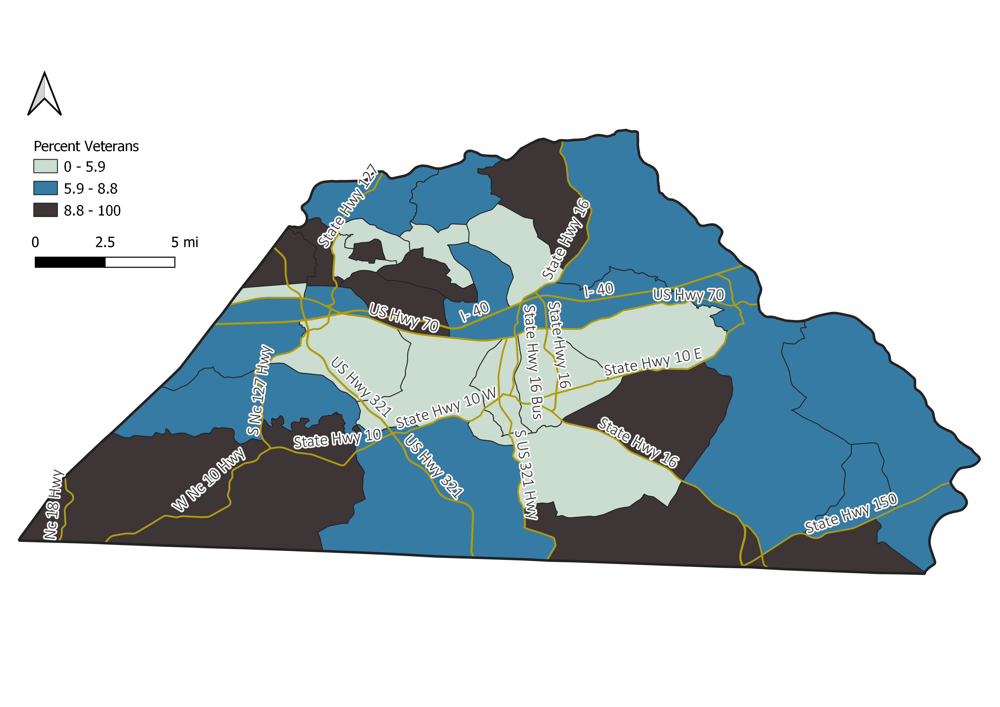 Percent Veterans
0 - 5.9
5.9 - 8.8
8.8 - 100
0 2.5 5 mi
State Hwy 127
State Hwy 16
State Hwy 16
I- 40
US Hwy 70
I- 40
US Hwy 70
State Hwy 16 Bus
State Hwy 16
S Nc 127 Hwy
US Hwy 321
State Hwy 10 E
State Hwy 10 W
State Hwy 10
State Hwy 16
US Hwy 321
S US 321 Hwy
W Nc 10 Hwy
Nc 18 Hwy
State Hwy 150